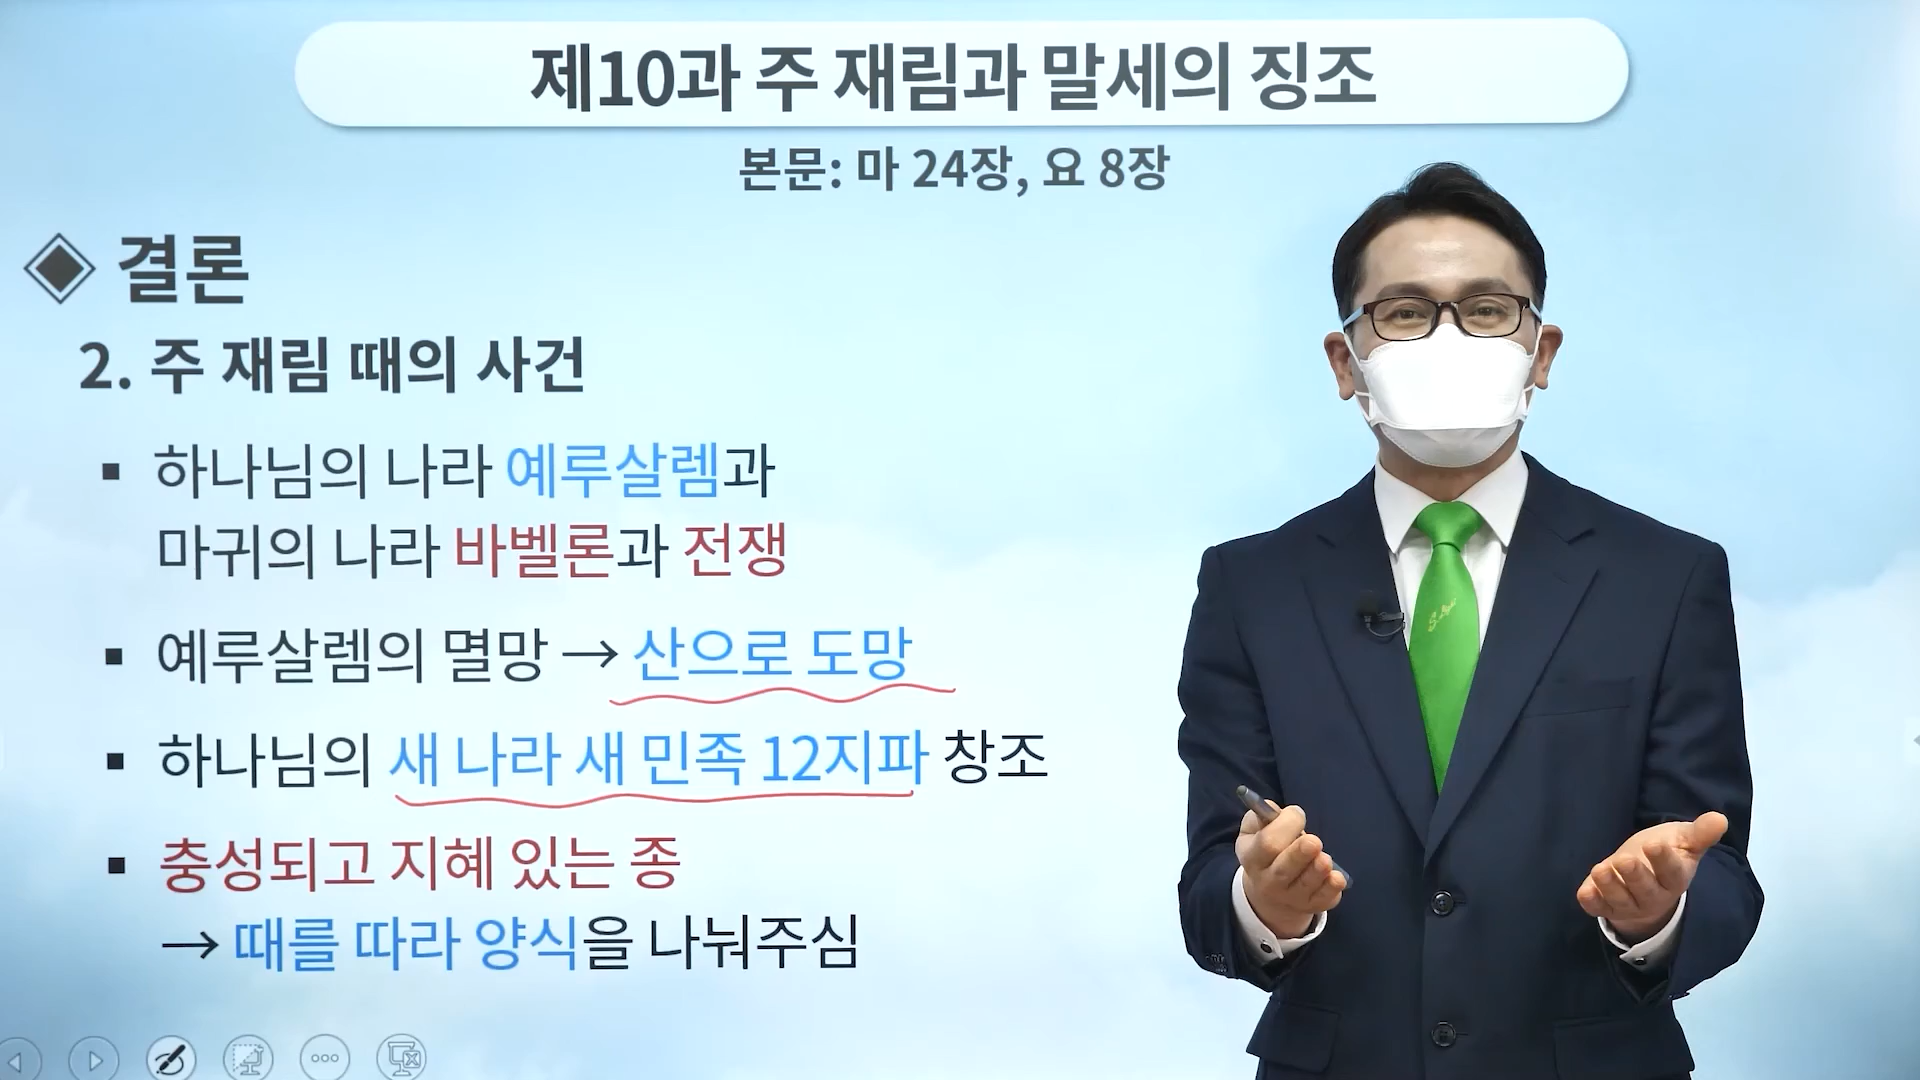 제10과 주 재림과 말세의 징조
본문: 마 24장, 요 8장
◈ 결론
2. 주 재림 때의 사건
▪ 하나님의 나라 예루살렘과
마귀의 나라 바벨론과 전쟁
▪ 예루살렘의 멸망 → 산으로 도망
▪ 하나님의 새 나라 새 민족 12지파 창조
▪ 충성되고 지혜 있는 종
→ 때를 따라 양식을 나눠주심